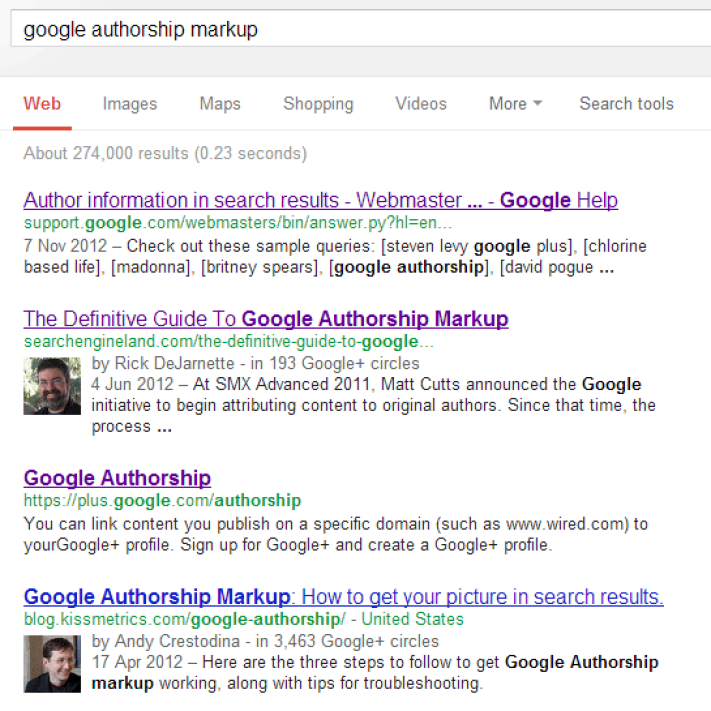 google authorship markup
Web Images Maps Shopping Videos More Search tools
About 274,000 results (0.23 seconds)
Author information in search results - Webmaster ... - Google Help
support.google.com/webmasters/bin/answer.py?hl=en...
7 Nov 2012 – Check out these sample queries: [steven levy google plus], [chlorine
based life], [madonna], [britney spears], [google authorship], [david pogue ...
The Definitive Guide To Google Authorship Markup
searchengineland.com/the-definitive-guide-to-google...
by Rick DeJarnette - in 193 Google+ circles
4 Jun 2012 – At SMX Advanced 2011, Matt Cutts announced the Google
initiative to begin attributing content to original authors. Since that time, the
process ...
Google Authorship
https://plus.google.com/authorship
You can link content you publish on a specific domain (such as www.wired.com) to
yourGoogle+ profile. Sign up for Google+ and create a Google+ profile.
Google Authorship Markup: How to get your picture in search results.
blog.kissmetrics.com/google-authorship/ - United States
by Andy Crestodina - in 3,463 Google+ circles
17 Apr 2012 – Here are the three steps to follow to get Google Authorship
markup working, along with tips for troubleshooting.